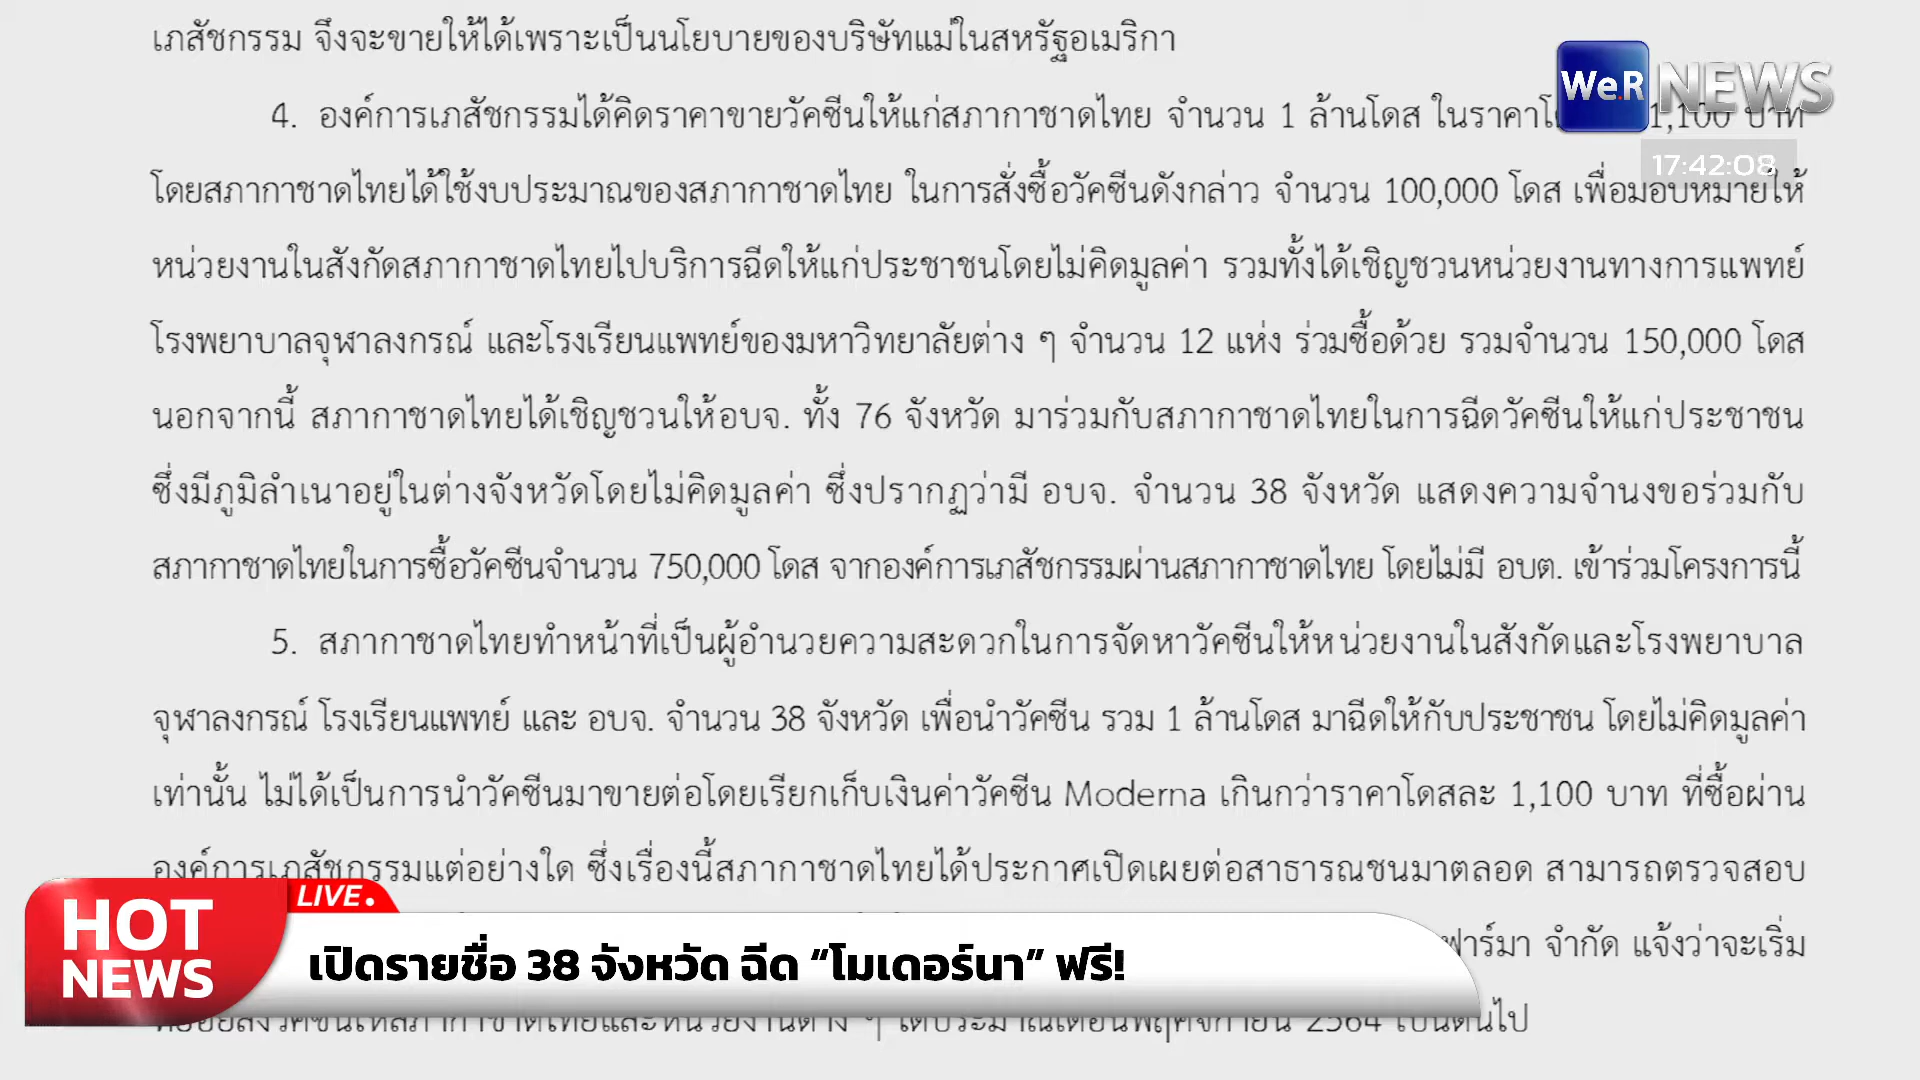 เภสัชกรรม จึงจะขายให้ได้เพราะเป็นนโยบายของบริษัทแม่ในสหรัฐอเมริกา
We.R NEWS
4. องค์การเภสัชกรรมได้คิดราคาขายวัคซีนให้แก่สภากาชาดไทย จำนวน 1 ล้านโดส ในราคา 1,100 บาท
17:42:08
โดยสภากาชาดไทยได้ใช้งบประมาณของสภากาชาดไทย ในการสั่งซื้อวัคซีนดังกล่าว จำนวน 100,000 โดส เพื่อมอบหมายให้
หน่วยงานในสังกัดสภากาชาดไทยไปบริการฉีดให้แก่ประชาชนโดยไม่คิดมูลค่า รวมทั้งได้เชิญชวนหน่วยงานทางการแพทย์
โรงพยาบาลจุฬาลงกรณ์ และโรงเรียนแพทย์ของมหาวิทยาลัยต่าง ๆ จำนวน 12 แห่ง ร่วมซื้อด้วย รวมจำนวน 150,000 โดส
นอกจากนี้ สภากาชาดไทยได้เชิญชวนให้อบจ. ทั้ง 76 จังหวัด มาร่วมกับสภากาชาดไทยในการฉีดวัคซีนให้แก่ประชาชน
ซึ่งมีภูมิลำเนาอยู่ในต่างจังหวัดโดยไม่คิดมูลค่า ซึ่งปรากฏว่ามี อบจ. จำนวน 38 จังหวัด แสดงความจำนงขอร่วมกับ
สภากาชาดไทยในการซื้อวัคซีนจำนวน 750,000 โดส จากองค์การเภสัชกรรมผ่านสภากาชาดไทย โดยไม่มี อบต. เข้าร่วมโครงการนี้
5. สภากาชาดไทยทำหน้าที่เป็นผู้อำนวยความสะดวกในการจัดหาวัคซีนให้หน่วยงานในสังกัดและโรงพยาบาล
จุฬาลงกรณ์ โรงเรียนแพทย์ และ อบจ. จำนวน 38 จังหวัด เพื่อนำวัคซีน รวม 1 ล้านโดส มาฉีดให้กับประชาชน โดยไม่คิดมูลค่า
เท่านั้น ไม่ได้เป็นการนำวัคซีนมาขายต่อโดยเรียกเก็บเงินค่าวัคซีน Moderna เกินกว่าราคาโดสละ 1,100 บาท ที่ซื้อผ่าน
องค์การเภสัชกรรมแต่อย่างใด ซึ่งเรื่องนี้สภากาชาดไทยได้ประกาศเปิดเผยต่อสาธารณชนมาตลอด สามารถตรวจสอบ
ฟาร์มา จำกัด แจ้งว่าจะเริ่ม
2564 เป็นต้นไป
HOT NEWS
LIVE.
เปิดรายชื่อ 38 จังหวัด ฉีด “โมเดอร์นา” ฟรี!